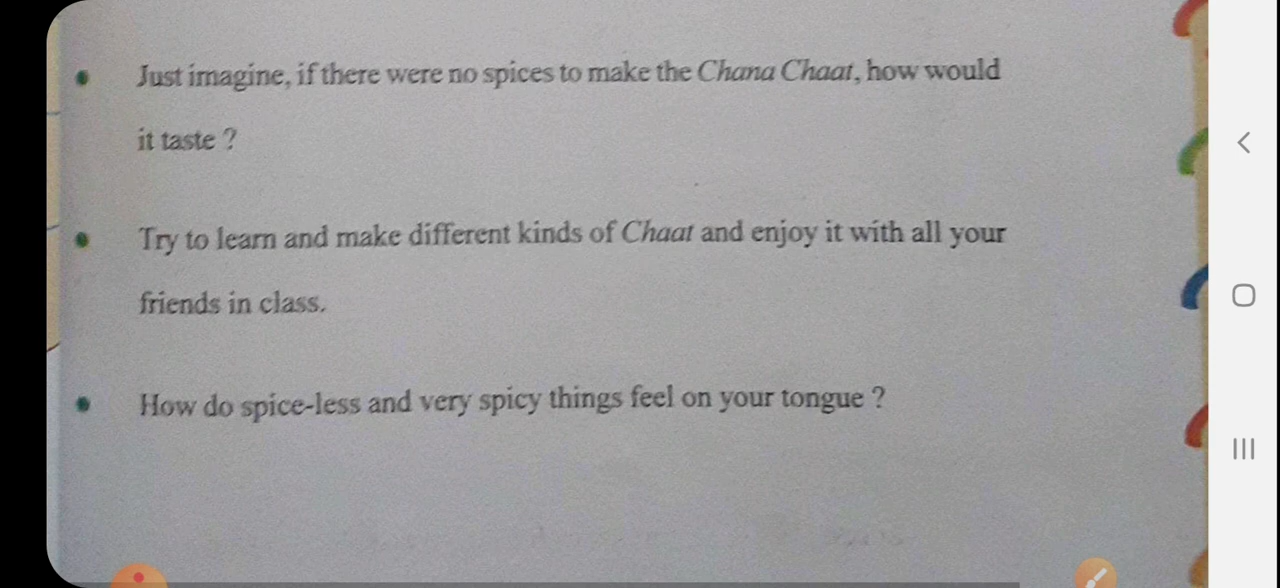 Just imagine, if there were no spices to make the Chana Chaat, how would
it taste ?
Try to learn and make different kinds of Chaat and enjoy it with all your
friends in class.
How do spice-less and very spicy things feel on your tongue ?